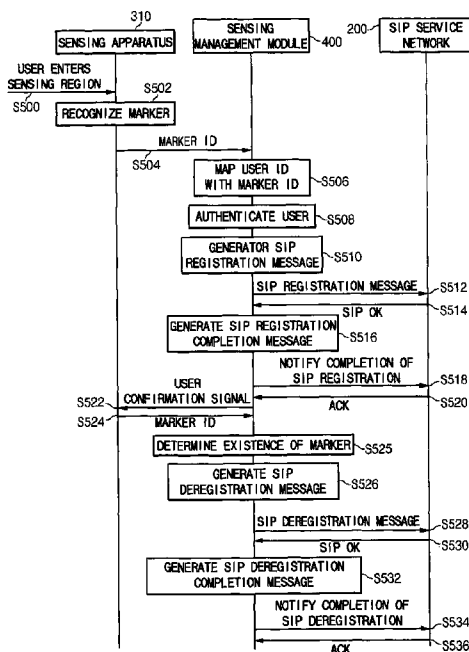 310
SENSING APPARATUS
SENSING
MANAGEMENT MODULE
400
200
SIP SERVICE
NETWORK
USER ENTERS
SENSING REGION
S500
S502
RECOGNIZE MARKER
MARKER ID
S504
MAP USER ID
WITH MARKER ID
S506
AUTHENTICATE USER
S508
GENERATOR SIP
REGISTRATION MESSAGE
S510
SIP REGISTRATION MESSAGE
S512
SIP OK
S514
GENERATE SIP REGISTRATION
COMPLETION MESSAGE
S516
NOTIFY COMPLETION OF
SIP REGISTRATION
S518
ACK
S520
USER
CONFIRMATION SIGNAL
S522
S524
MARKER ID
DETERMINE EXISTENCE OF MARKER
S525
GENERATE SIP
DEREGISTRATION MESSAGE
S526
SIP DEREGISTRATION MESSAGE
S528
SIP OK
S530
GENERATE SIP DEREGISTRATION
COMPLETION MESSAGE
S532
NOTIFY COMPLETION OF
SIP DEREGISTRATION
S534
ACK
S536